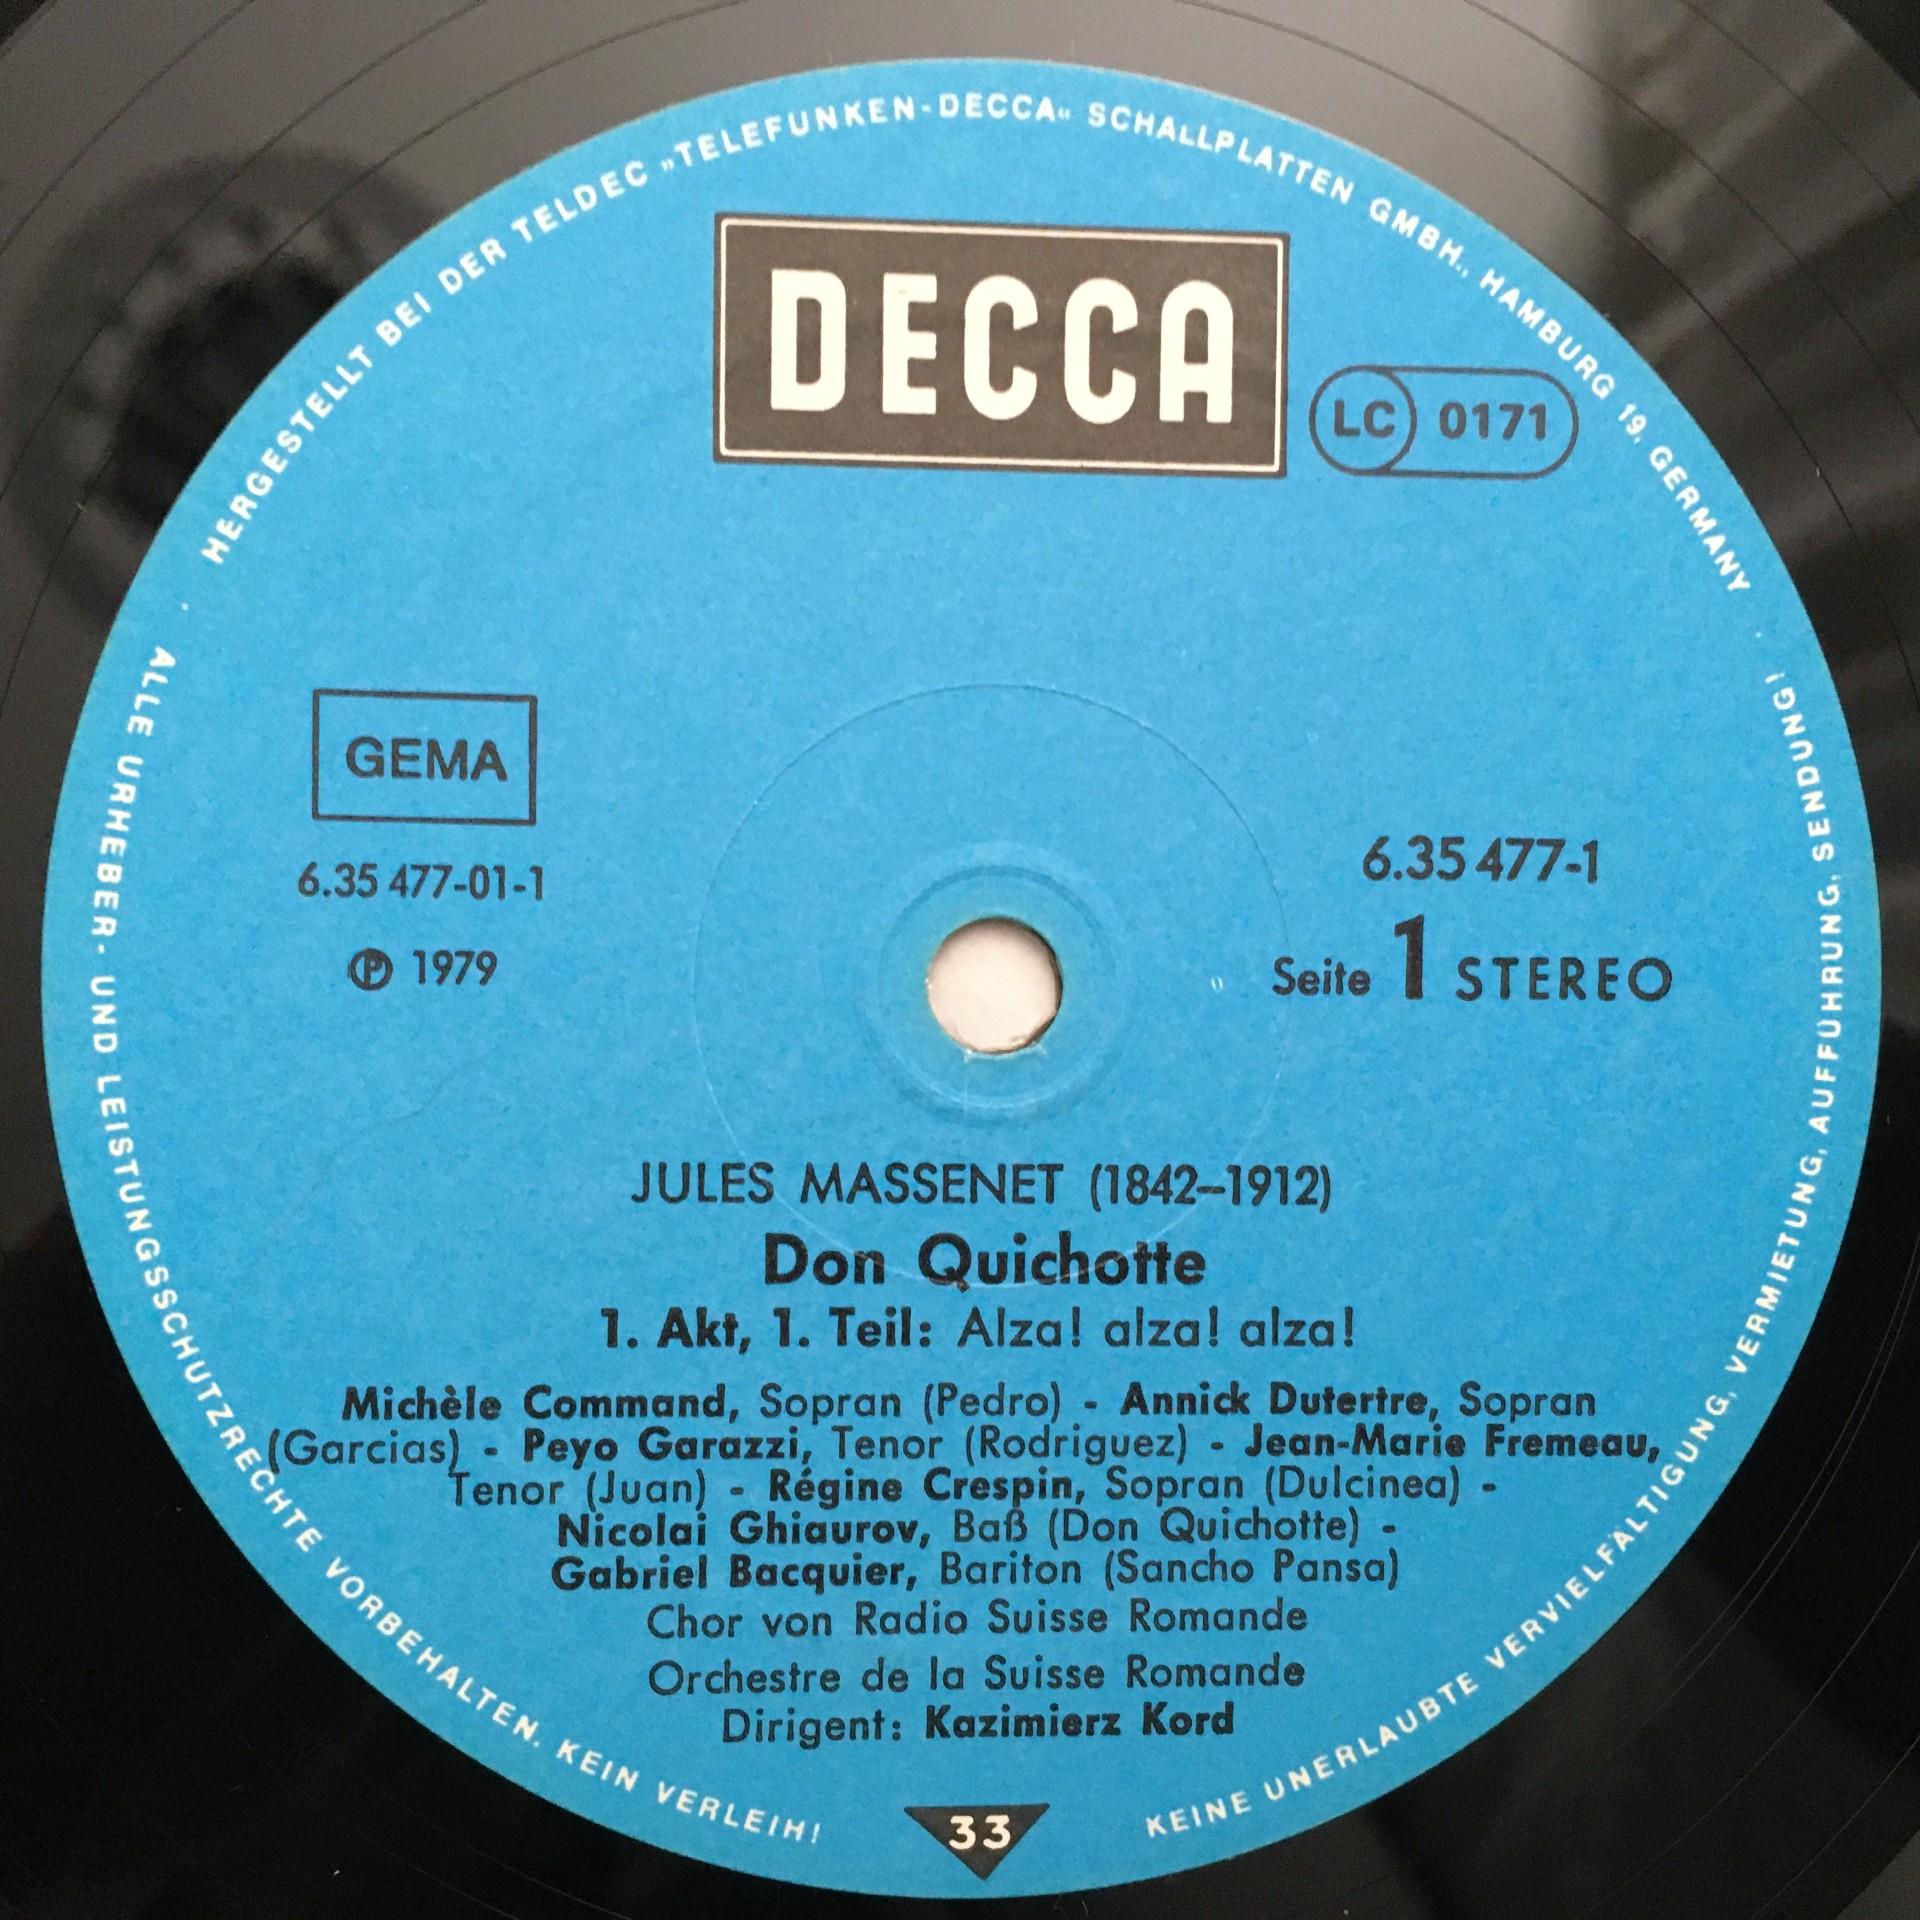 HERGESTELLT BEI DER TELDEC „TELEFUNKEN-DECCA“ SCHALLPLATTEN GMBH., HAMBURG 19, GERMANY
DECCA
LC 0171
GEMA
6.35 477-01-1
℗ 1979
6.35 477-1
Seite 1 STEREO
JULES MASSENET (1842–1912)
Don Quichotte
1. Akt, 1. Teil: Alza! alza! alza!
Michèle Command, Sopran (Pedro) - Annick Dutertre, Sopran
(Garcias) - Peyo Garazzi, Tenor (Rodriguez) - Jean-Marie Fremeau,
Tenor (Juan) - Régine Crespin, Sopran (Dulcinea) -
Nicolai Ghiaurov, Baß (Don Quichotte) -
Gabriel Bacquier, Bariton (Sancho Pansa)
Chor von Radio Suisse Romande
Orchestre de la Suisse Romande
Dirigent: Kazimierz Kord
33
ALLE URHEBER- UND LEISTUNGSSCHUTZRECHTE VORBEHALTEN. KEIN VERLEIH!
KEINE UNERLAUBTE VERVIELFÄLTIGUNG, VERMIETUNG, AUFFÜHRUNG, SENDUNG!